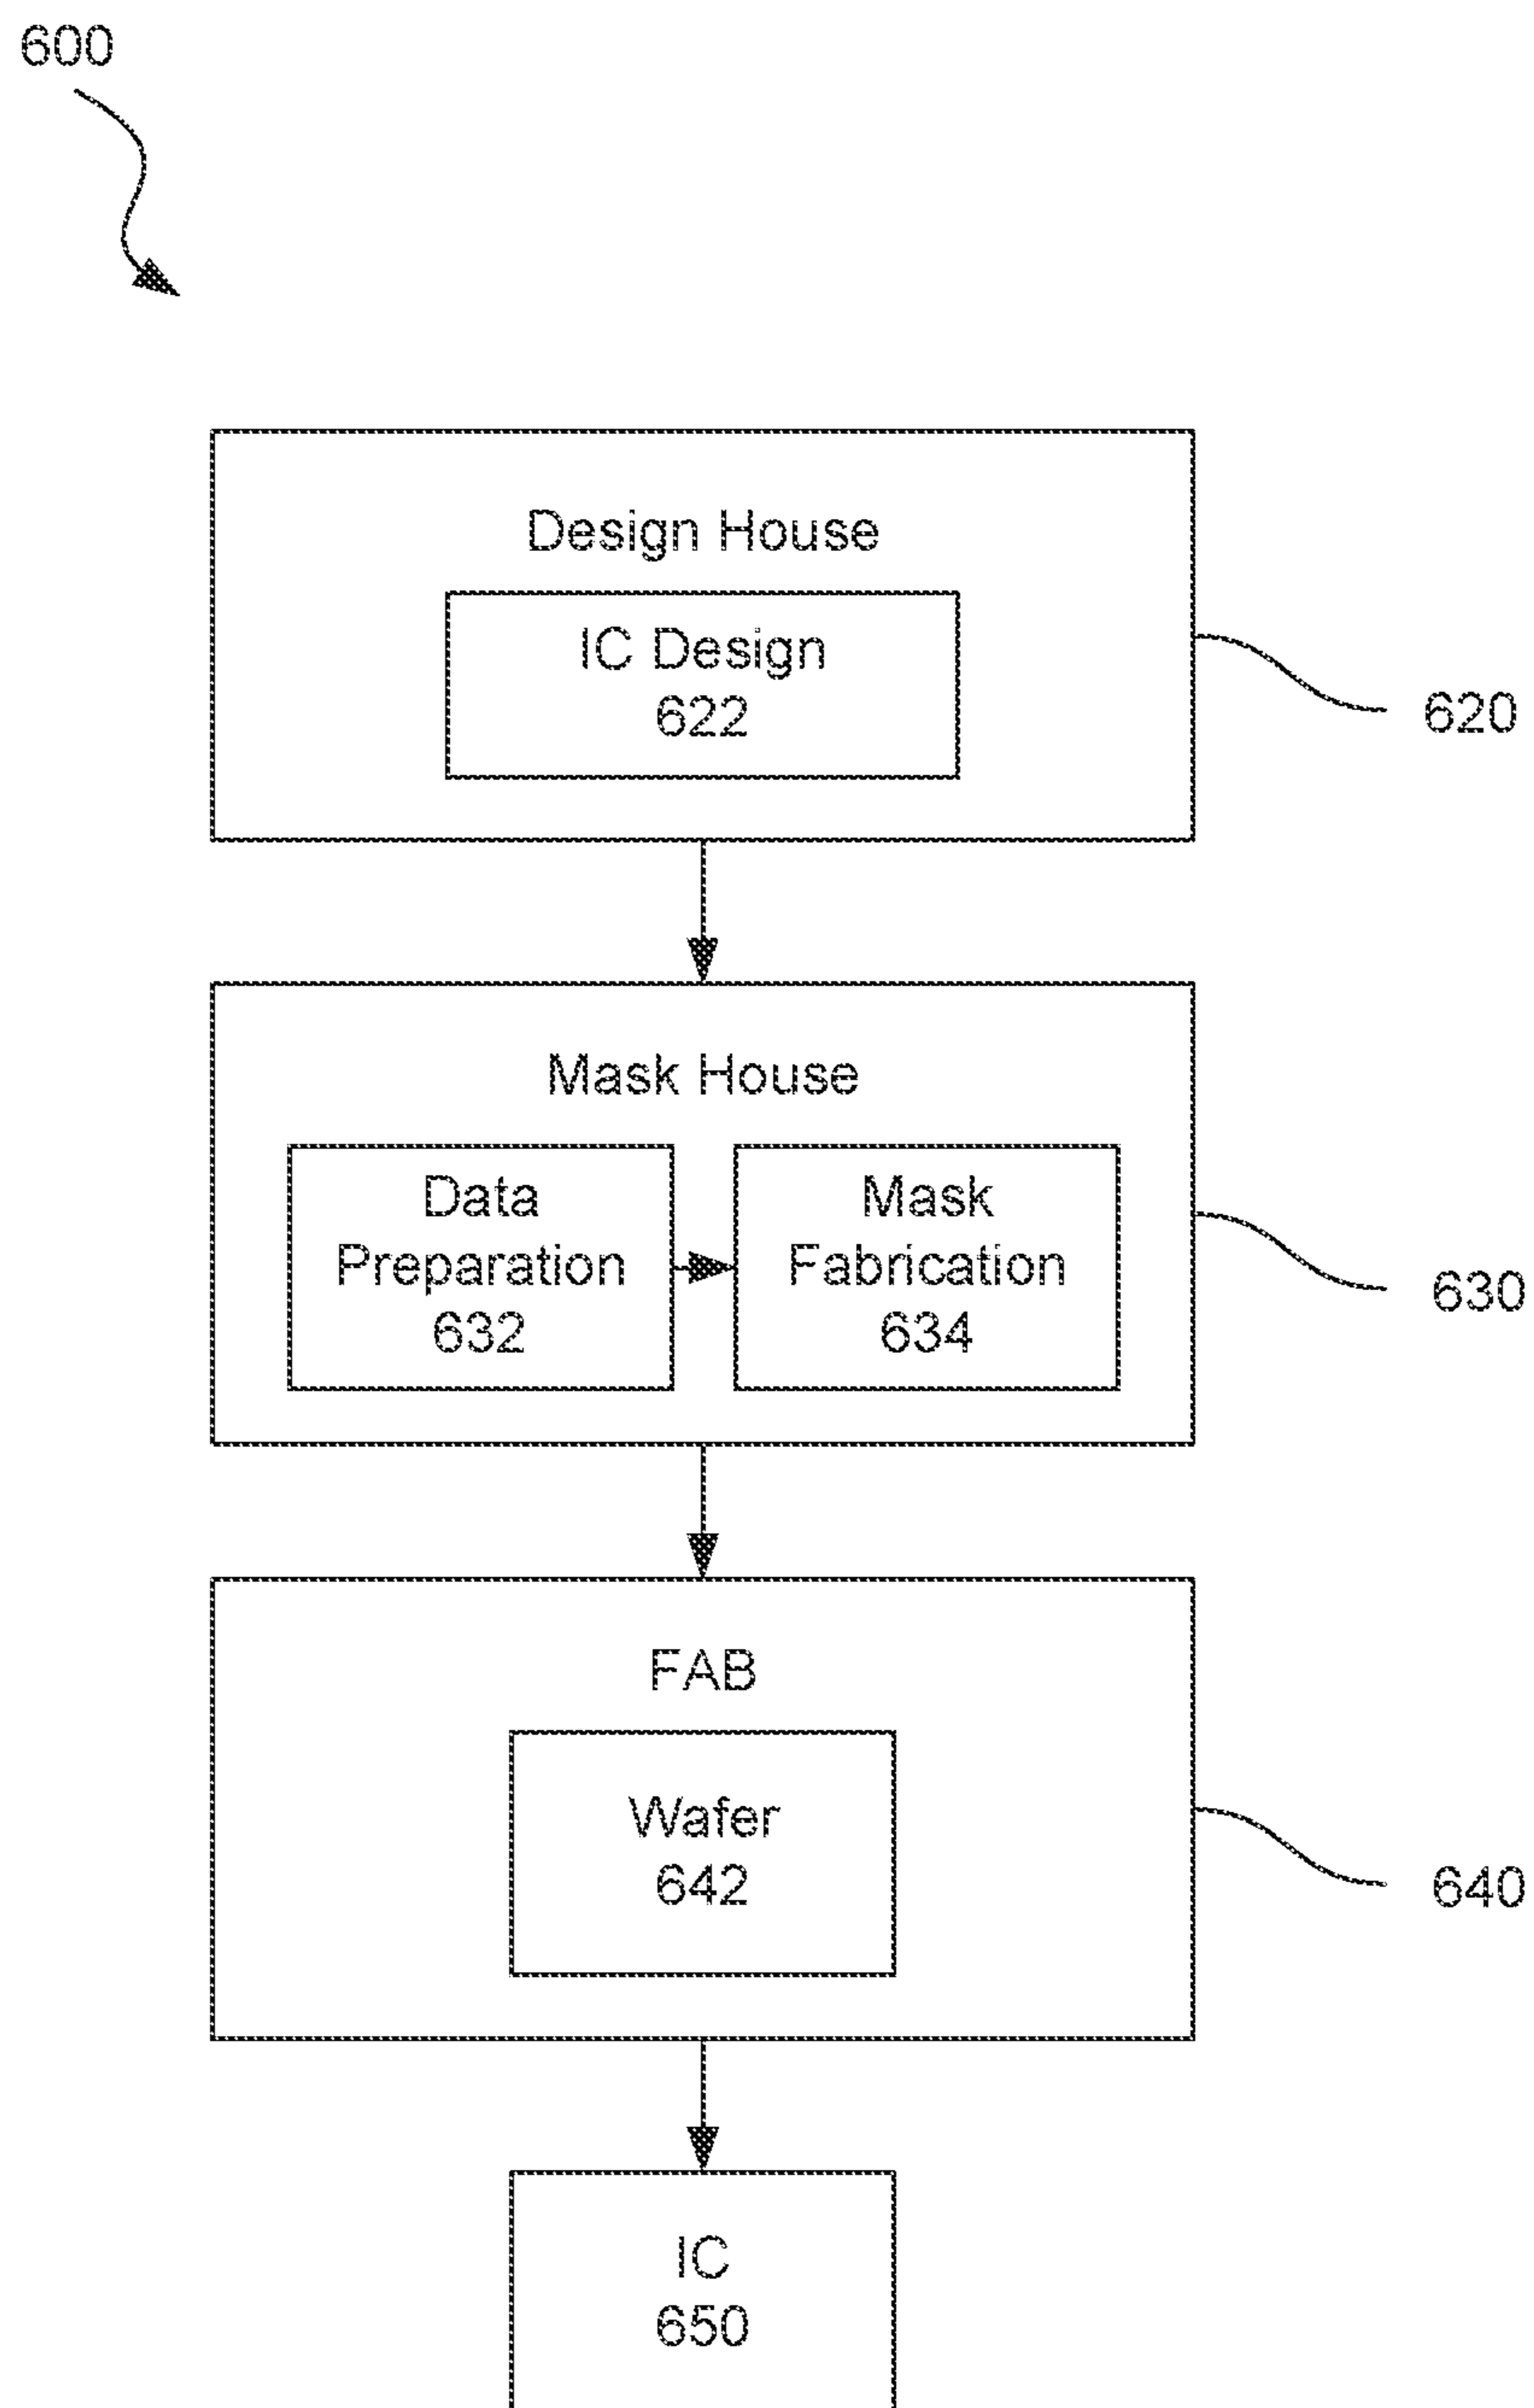 600
Design House
IC Design
622
620
Mask House
Data
Preparation
632
Mask
Fabrication
634
630
FAB
Wafer
642
640
IC
650